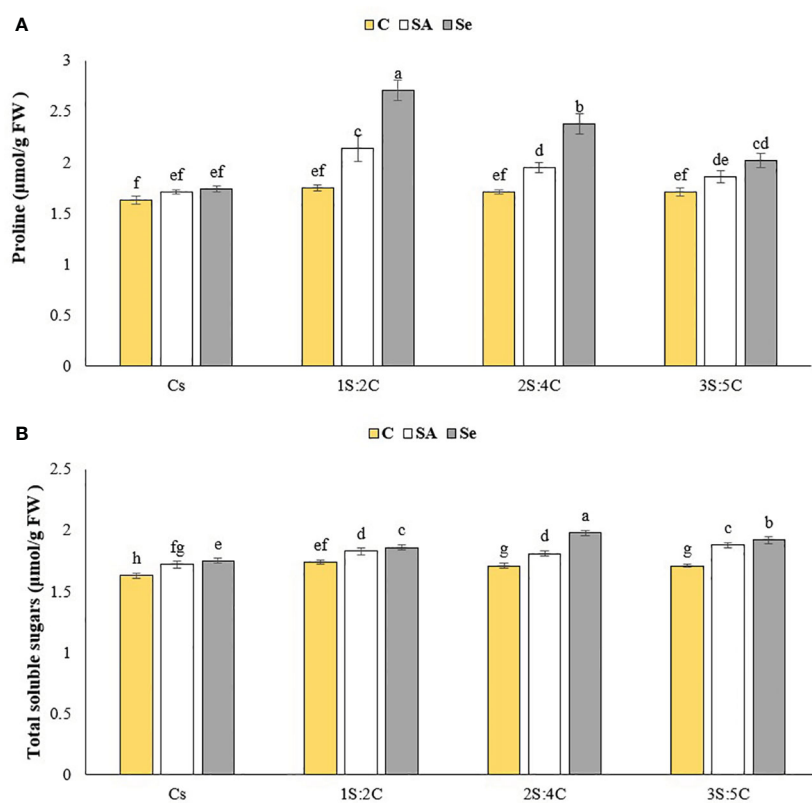 A
C SA Se
Proline (µmol/g FW )
3
2.5
2
1.5
1
0.5
0
f ef ef ef c a ef d b ef de cd
Cs 1S:2C 2S:4C 3S:5C
B
C SA Se
Total soluble sugars (µmol/g FW )
2.5
2
1.5
1
0.5
0
h fg e ef d c g d a g c b
Cs 1S:2C 2S:4C 3S:5C